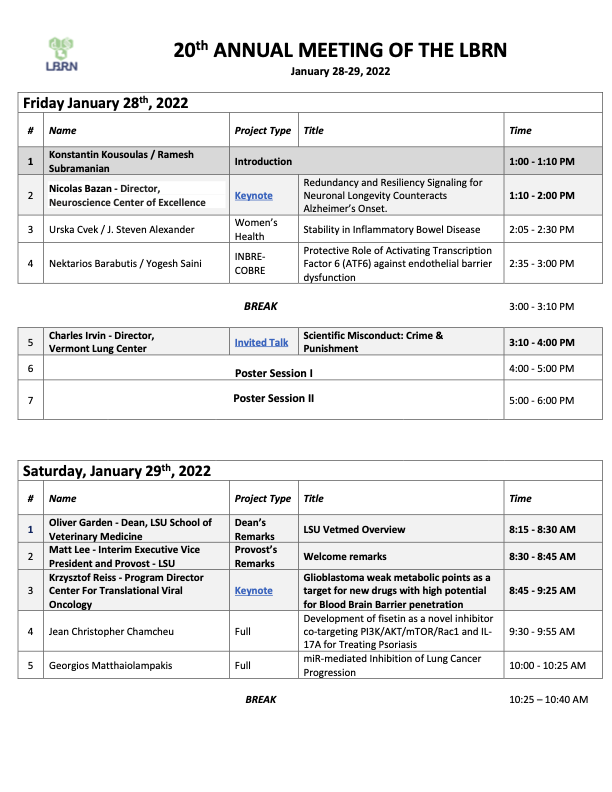 LBRN
20th ANNUAL MEETING OF THE LBRN
January 28-29, 2022
Friday January 28th, 2022
# Name Project Type Title Time
1 Konstantin Kousoulas / Ramesh
Subramanian Introduction 1:00 - 1:10 PM
2 Nicolas Bazan - Director,
Neuroscience Center of Excellence Keynote Redundancy and Resiliency Signaling for
Neuronal Longevity Counteracts
Alzheimer's Onset. 1:10 - 2:00 PM
3 Urska Cvek / J. Steven Alexander Women's
Health Stability in Inflammatory Bowel Disease 2:05 - 2:30 PM
4 Nektarios Barabutis / Yogesh Saini INBRE-
COBRE Protective Role of Activating Transcription
Factor 6 (ATF6) against endothelial barrier
dysfunction 2:35 - 3:00 PM
BREAK 3:00 - 3:10 PM
5 Charles Irvin - Director,
Vermont Lung Center Invited Talk Scientific Misconduct: Crime &
Punishment 3:10 - 4:00 PM
6 Poster Session I 4:00 - 5:00 PM
7 Poster Session II 5:00 - 6:00 PM
Saturday, January 29th, 2022
# Name Project Type Title Time
1 Oliver Garden - Dean, LSU School of
Veterinary Medicine Dean's
Remarks LSU Vetmed Overview 8:15 - 8:30 AM
2 Matt Lee - Interim Executive Vice
President and Provost - LSU Provost's
Remarks Welcome remarks 8:30 - 8:45 AM
3 Krzysztof Reiss - Program Director
Center For Translational Viral
Oncology Keynote Glioblastoma weak metabolic points as a
target for new drugs with high potential
for Blood Brain Barrier penetration 8:45 - 9:25 AM
4 Jean Christopher Chamcheu Full Development of fisetin as a novel inhibitor
co-targeting PI3K/AKT/mTOR/Rac1 and IL-
17A for Treating Psoriasis 9:30 - 9:55 AM
5 Georgios Matthaiolampakis Full miR-mediated Inhibition of Lung Cancer
Progression 10:00 - 10:25 AM
BREAK 10:25 – 10:40 AM